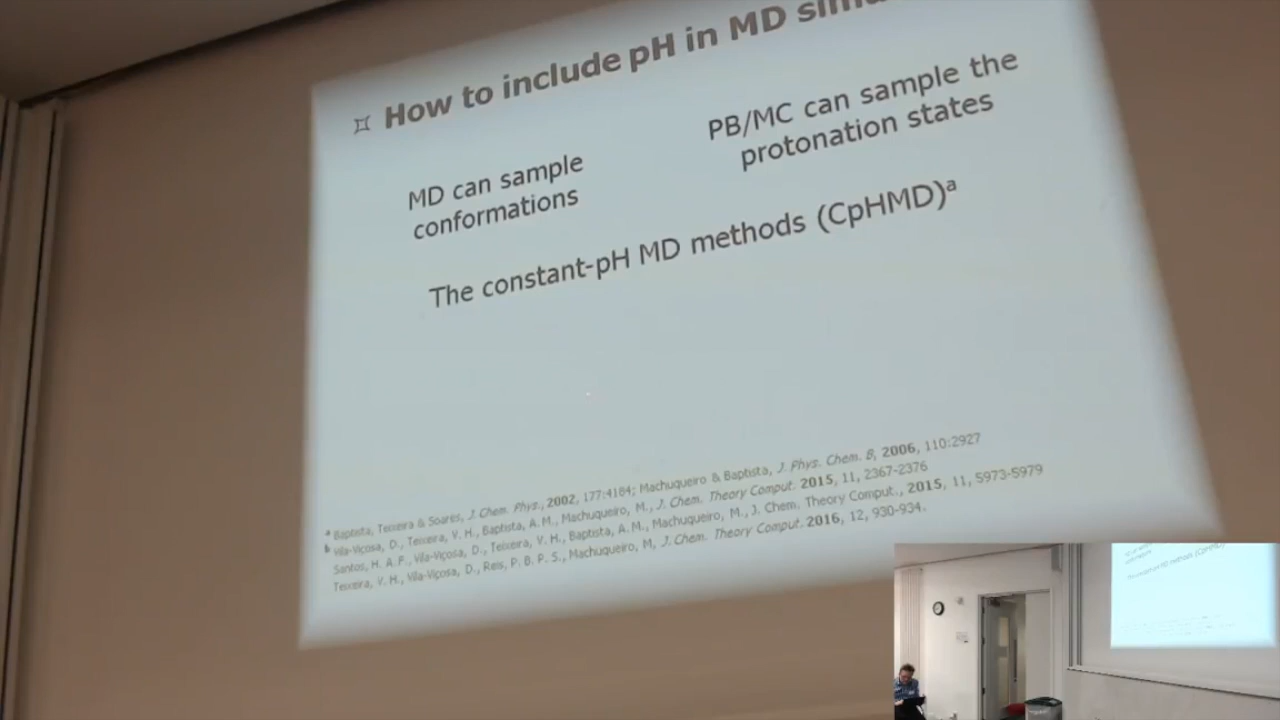 ¤ How to include pH in MD
MD can sample
conformations
PB/MC can sample the
protonation states
The constant-pH MD methods (CpHMD)a
a Baptista, Teixeira & Soares, J. Chem. Phys., 2002, 177:4184; Machuqueiro & Baptista, J. Phys. Chem. B, 2006, 110:2927
b Vila-Viçosa, D., Teixeira, V. H., Baptista, A. M., Machuqueiro, M., J. Chem. Theory Comput. 2015, 11, 2367-2376
Santos, H. A. F., Vila-Viçosa, D., Teixeira, V. H., Baptista, A. M., Machuqueiro, M., J. Chem. Theory Comput., 2015, 11, 5973-5979
Teixeira, V. H., Vila-Viçosa, D., Reis, P. B. P. S., Machuqueiro, M, J. Chem. Theory Comput. 2016, 12, 930-934.